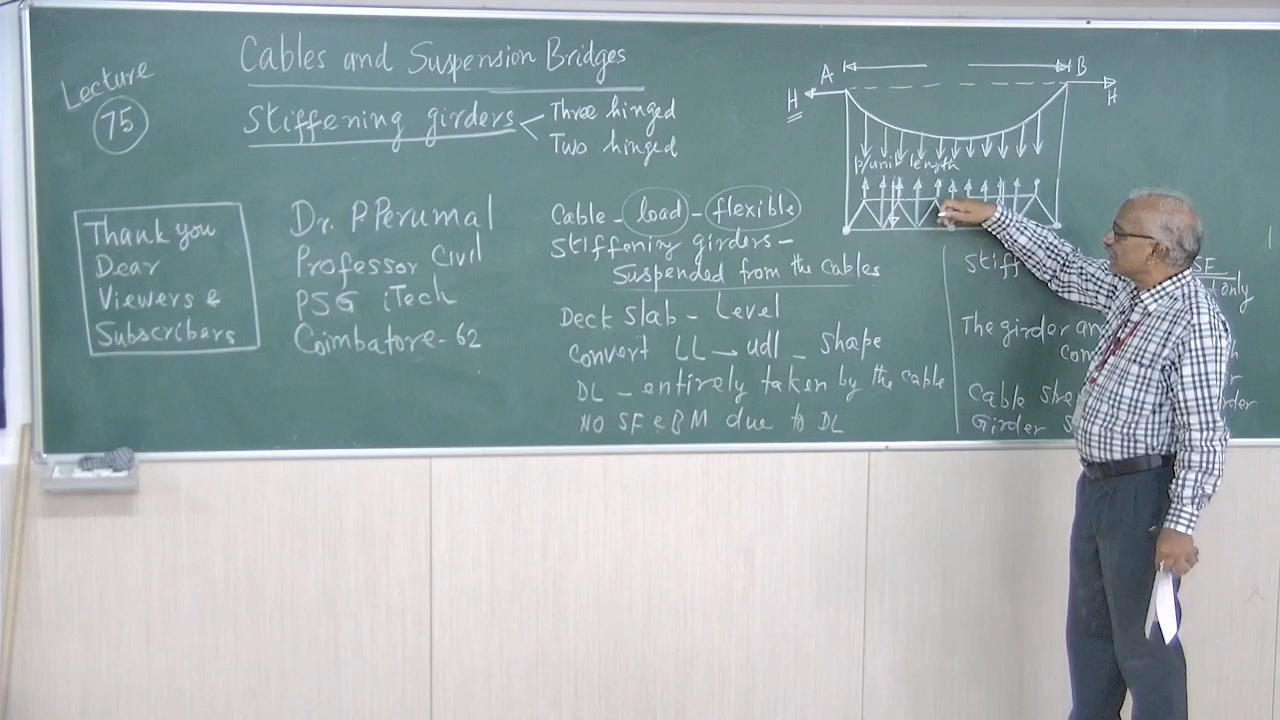 Lecture
75
Cables and Suspension Bridges
Stiffening girders
Three hinged
Two hinged
Thank you
Dear
Viewers &
Subscribers
Dr. P. Perumal
Professor Civil
PSG iTech
Coimbatore-62
Cable - load - flexible
Stiffening girders -
Suspended from the cables
Deck Slab - Level
Convert LL → udl - shape
DL - entirely taken by the cable
NO SF & BM due to DL
A B
H H
p/unit length
Stiff SF
only
The girder
Cable
Girder